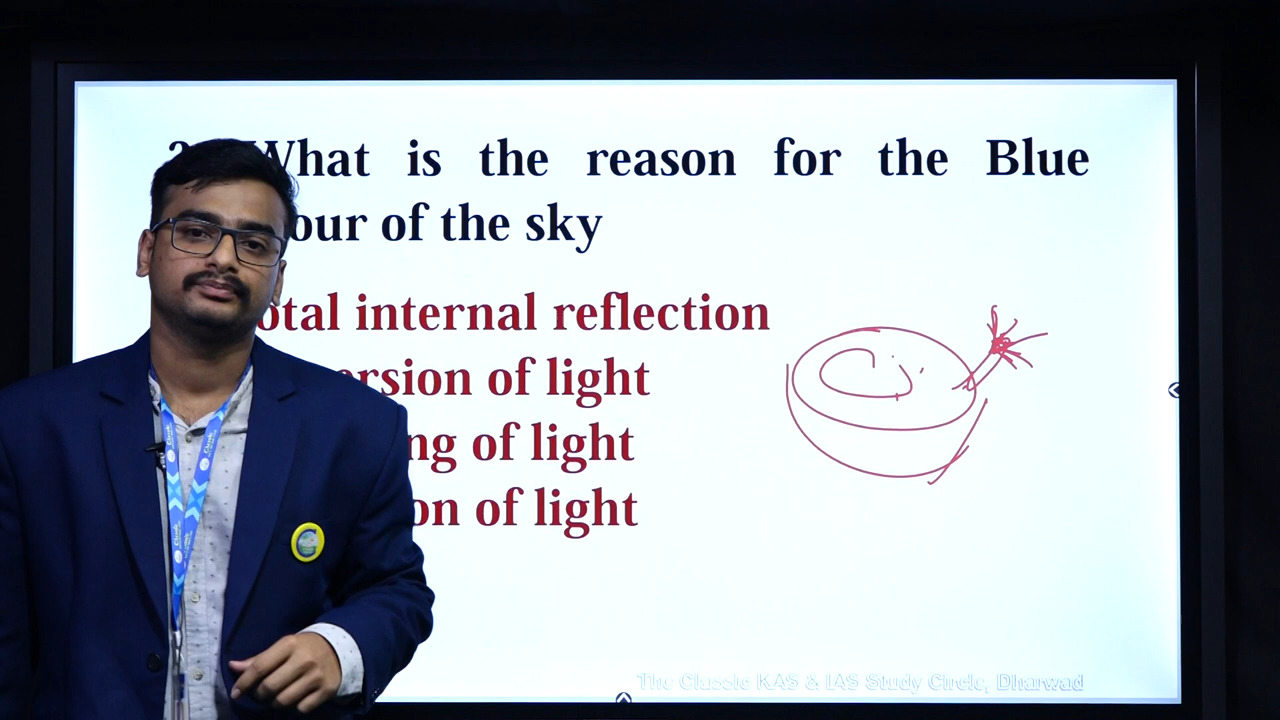 What is the reason for the Blue
our of the sky
otal internal reflection
ersion of light
ng of light
on of light
The Classic KAS & IAS Study Circle, Dharwad